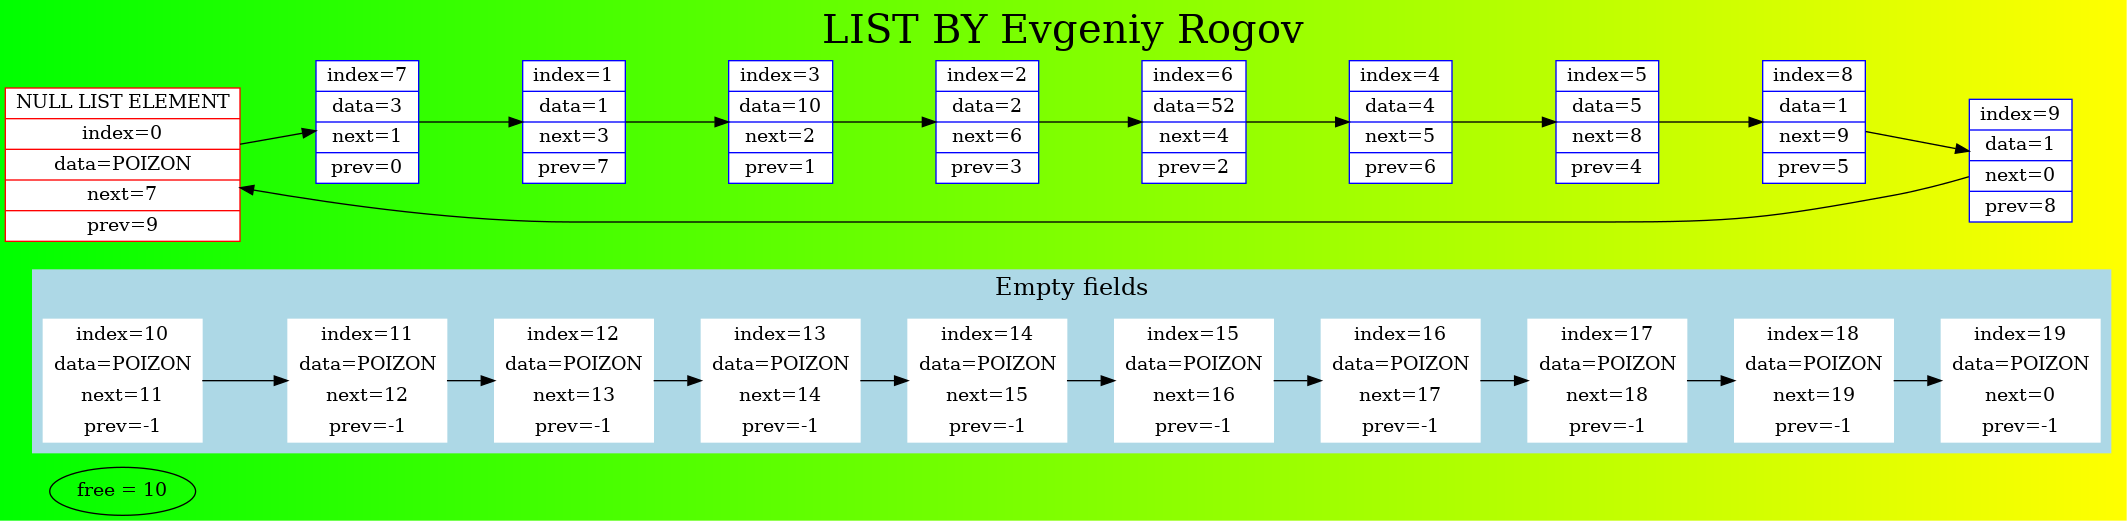 LIST BY Evgeniy Rogov
NULL LIST ELEMENT
index=0
data=POIZON
next=7
prev=9
index=7
data=3
next=1
prev=0
index=1
data=1
next=3
prev=7
index=3
data=10
next=2
prev=1
index=2
data=2
next=6
prev=3
index=6
data=52
next=4
prev=2
index=4
data=4
next=5
prev=6
index=5
data=5
next=8
prev=4
index=8
data=1
next=9
prev=5
index=9
data=1
next=0
prev=8
Empty fields
index=10
data=POIZON
next=11
prev=-1
index=11
data=POIZON
next=12
prev=-1
index=12
data=POIZON
next=13
prev=-1
index=13
data=POIZON
next=14
prev=-1
index=14
data=POIZON
next=15
prev=-1
index=15
data=POIZON
next=16
prev=-1
index=16
data=POIZON
next=17
prev=-1
index=17
data=POIZON
next=18
prev=-1
index=18
data=POIZON
next=19
prev=-1
index=19
data=POIZON
next=0
prev=-1
free = 10